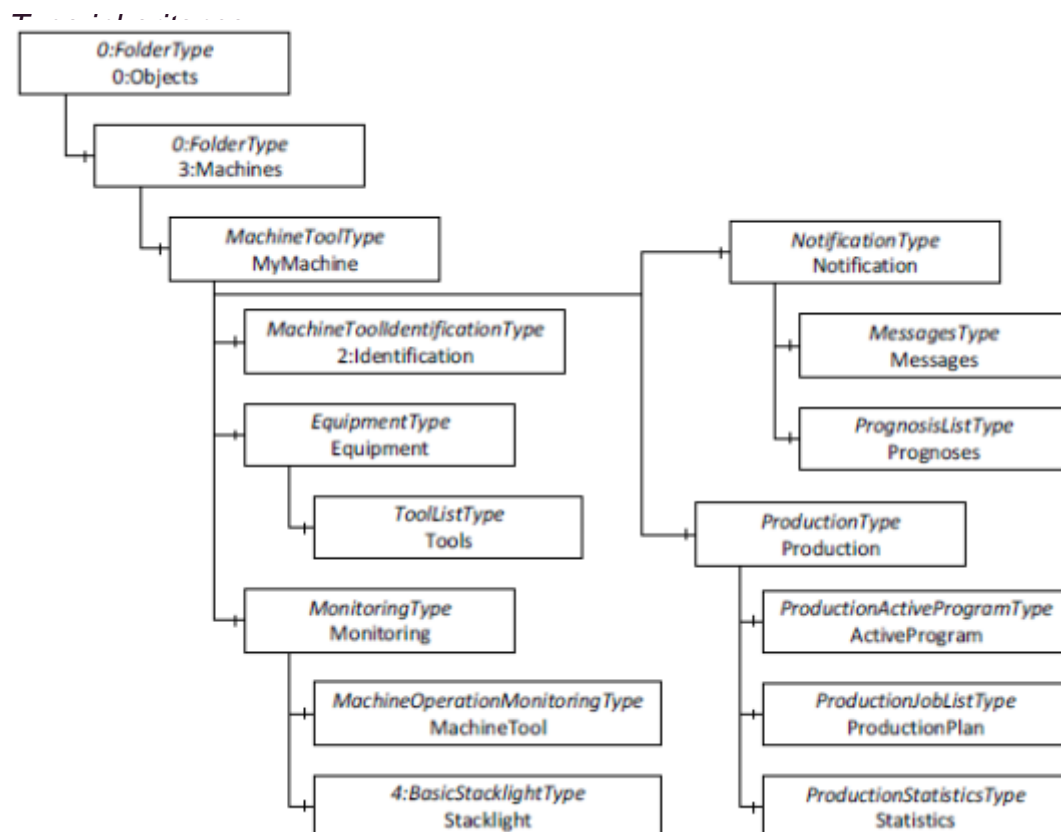 0:FolderType
0:Objects
0:FolderType
3:Machines
MachineToolType
MyMachine
MachineToolIdentificationType
2:Identification
EquipmentType
Equipment
ToolListType
Tools
MonitoringType
Monitoring
MachineOperationMonitoringType
MachineTool
4:BasicStacklightType
Stacklight
NotificationType
Notification
MessagesType
Messages
PrognosisListType
Prognoses
ProductionType
Production
ProductionActiveProgramType
ActiveProgram
ProductionJobListType
ProductionPlan
ProductionStatisticsType
Statistics